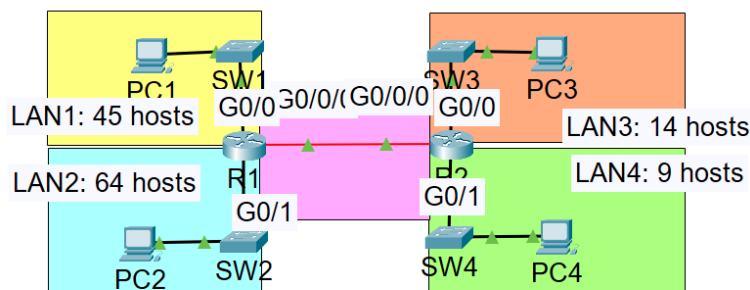 PC1
SW1
SW3
PC3
LAN1: 45 hosts
G0/0
G0/0/0
G0/0/0
G0/0
LAN3: 14 hosts
R1
R2
LAN2: 64 hosts
LAN4: 9 hosts
G0/1
G0/1
PC2
SW2
SW4
PC4